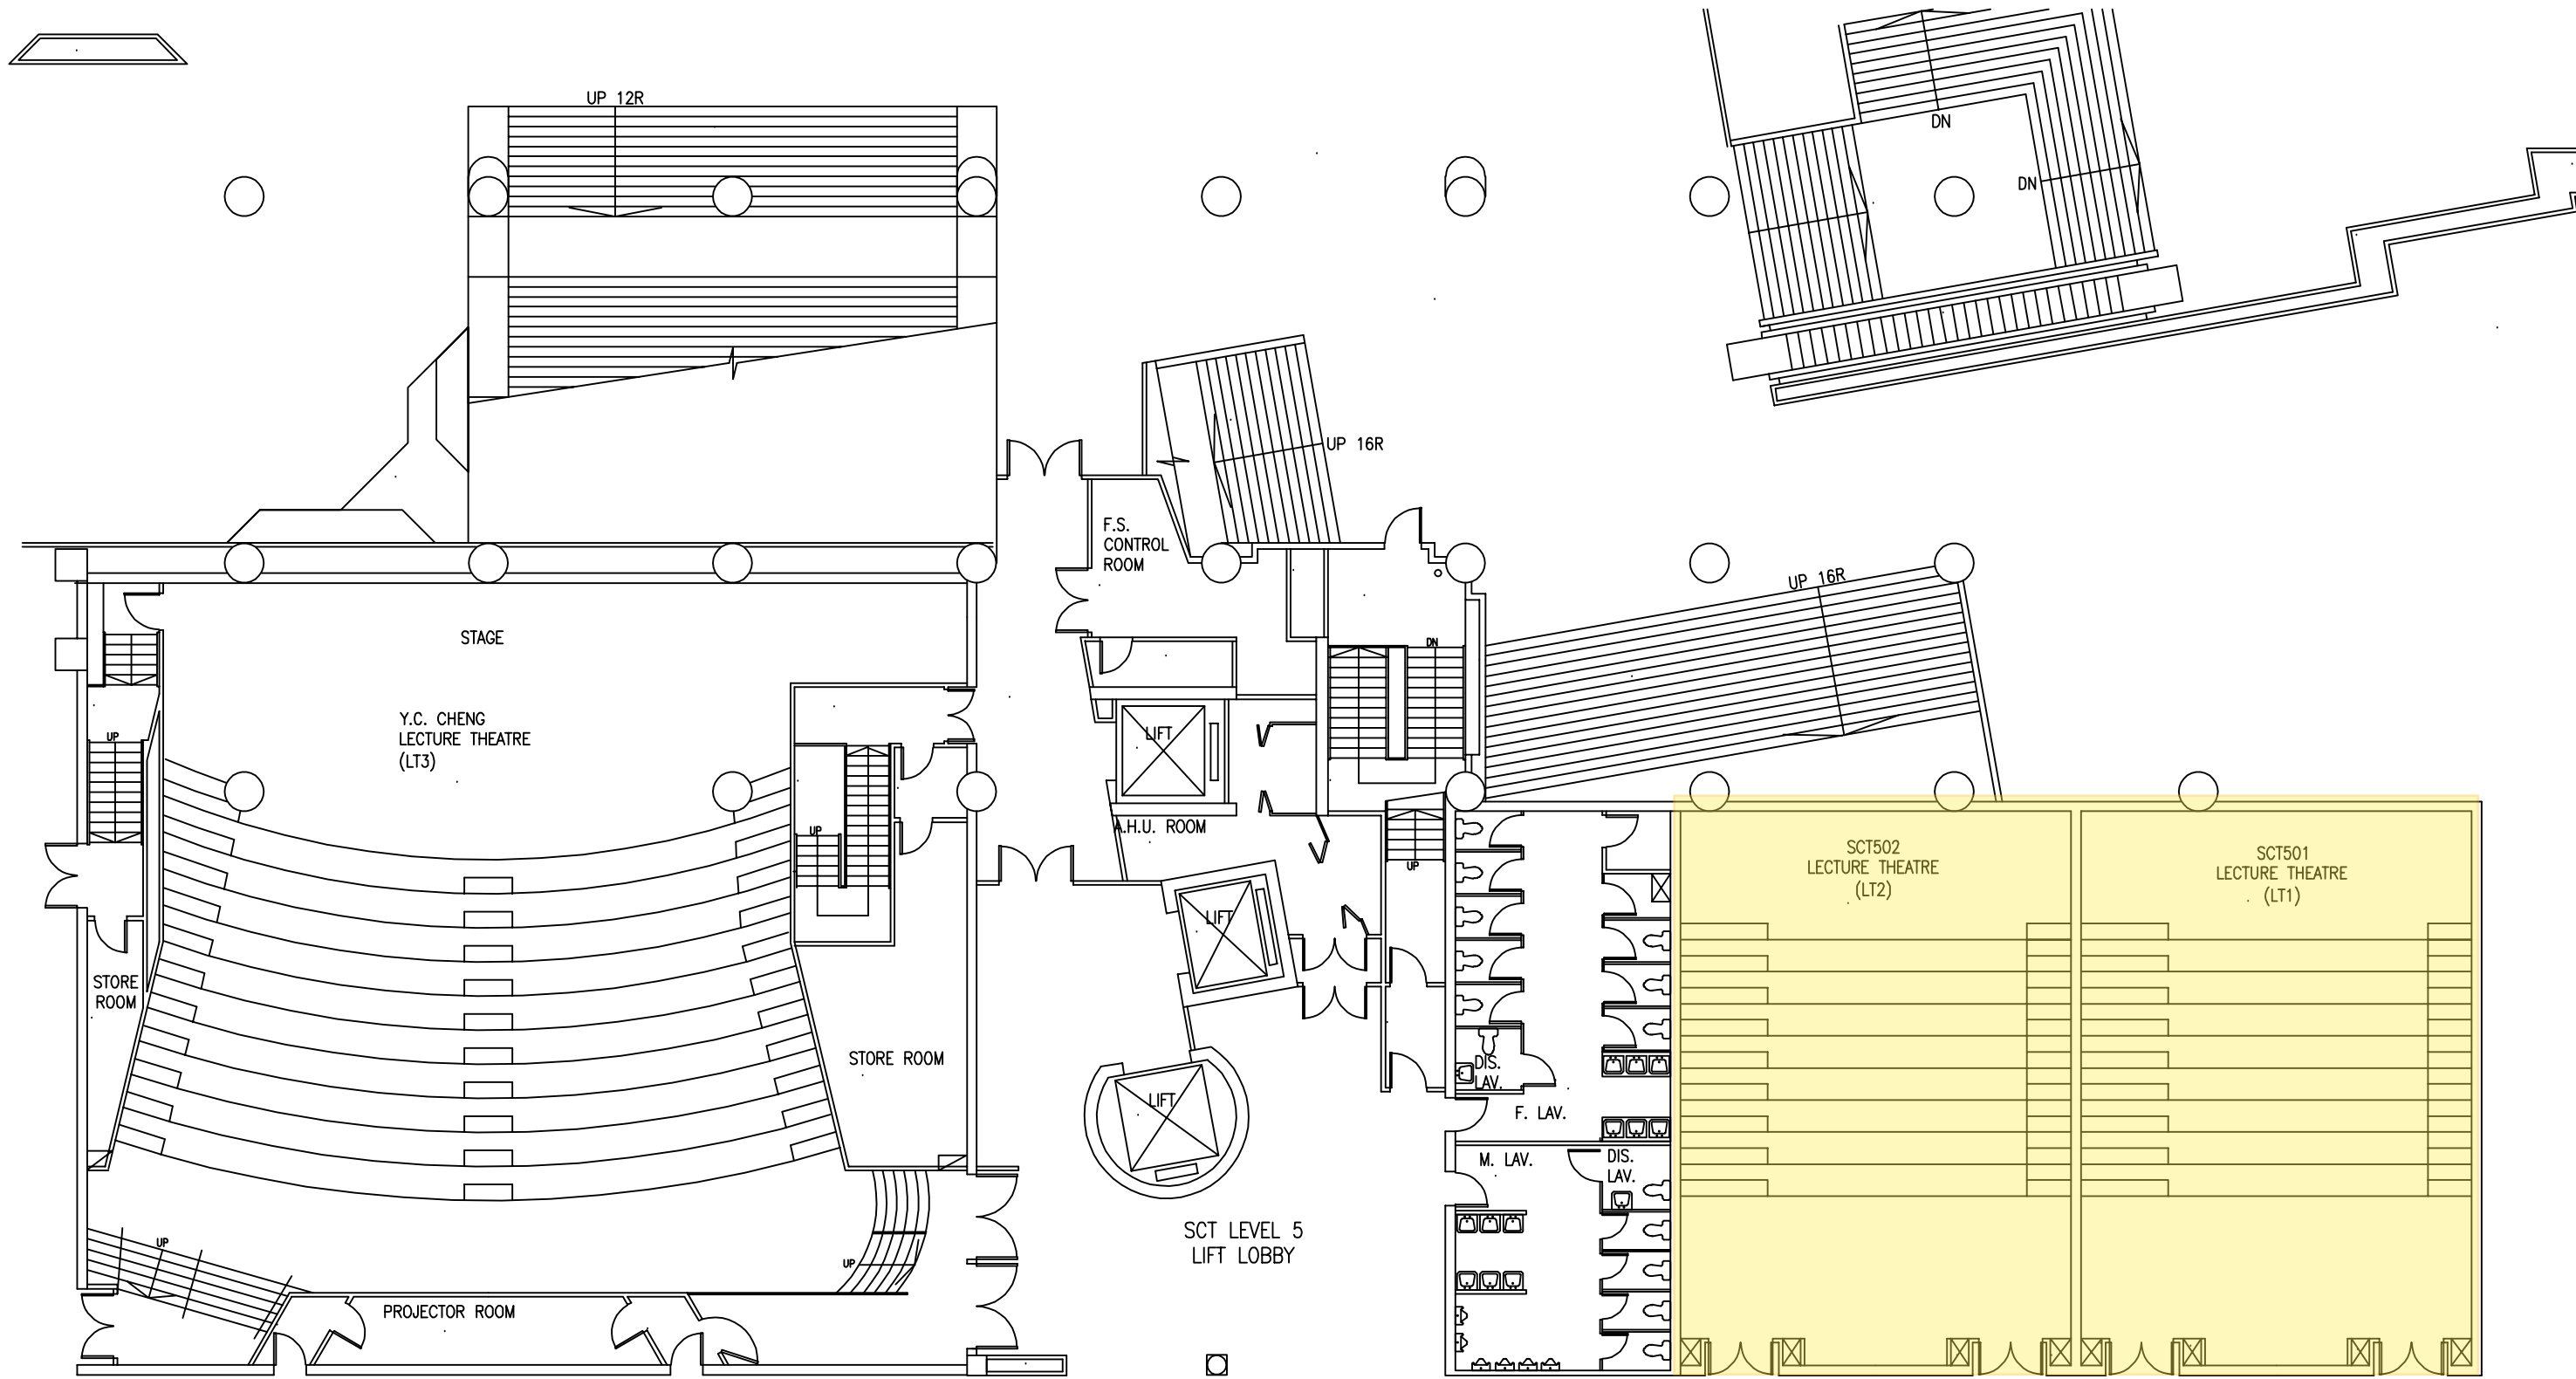 UP 12R
DN
DN
UP 16R
F.S.
CONTROL
ROOM
UP 16R
STAGE
DN
Y.C. CHENG
LECTURE THEATRE
(LT3)
UP
LIFT
A.H.U. ROOM
UP
UP
SCT502
LECTURE THEATRE
(LT2)
SCT501
LECTURE THEATRE
(LT1)
LIFT
STORE
ROOM
STORE ROOM
DIS.
LAV.
LIFT
F. LAV.
M. LAV.
DIS.
LAV.
SCT LEVEL 5
LIFT LOBBY
UP
UP
PROJECTOR ROOM